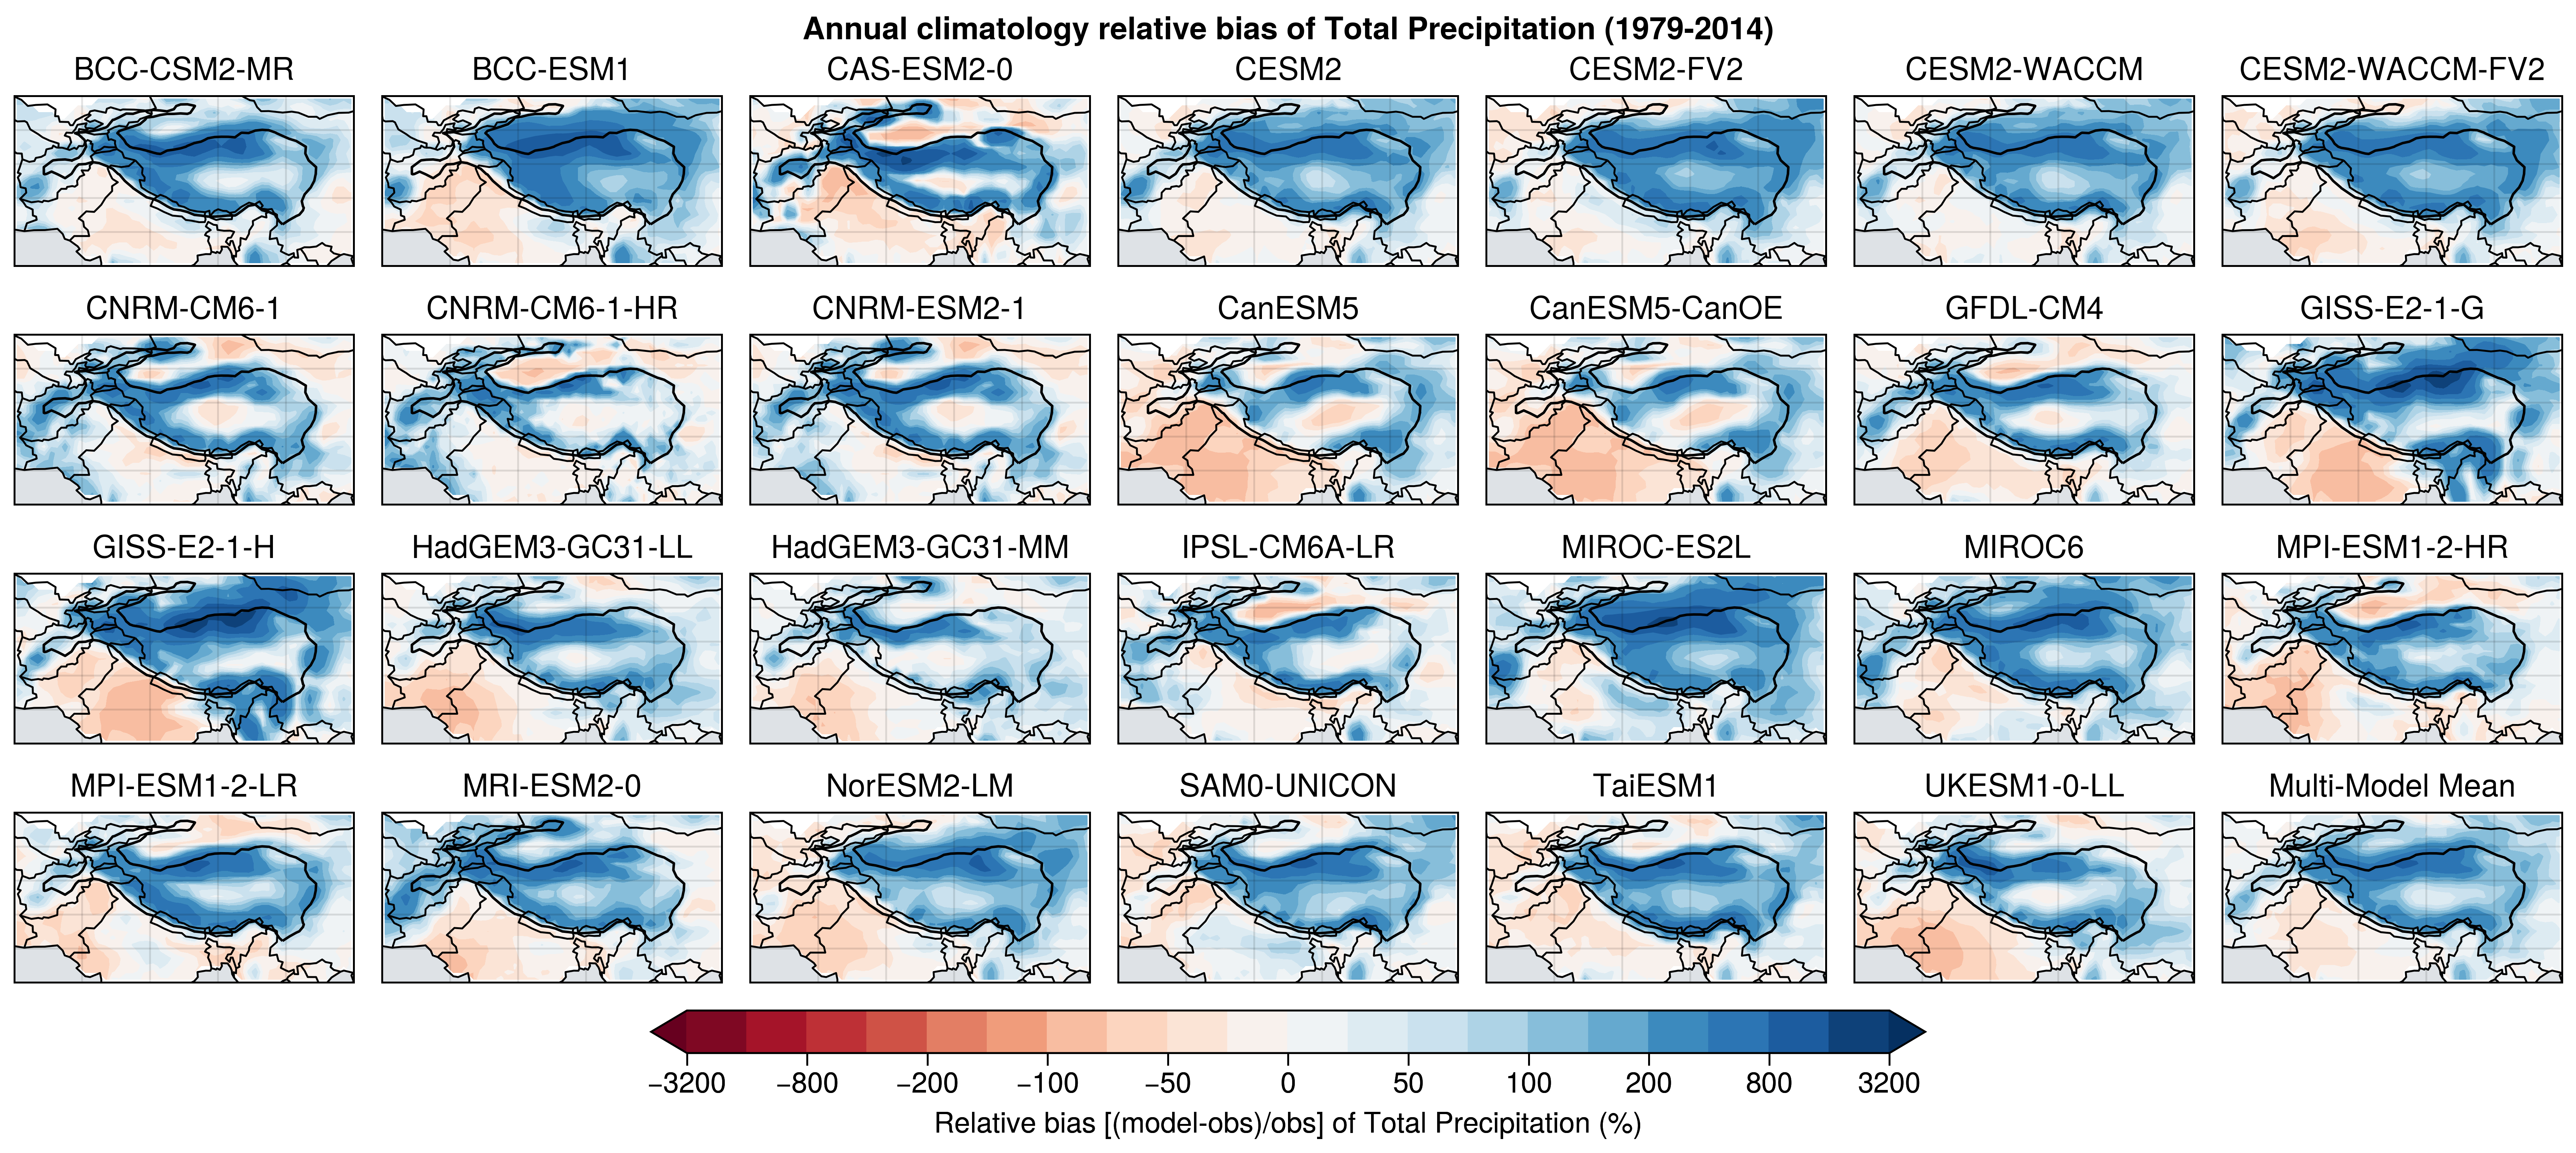 Annual climatology relative bias of Total Precipitation (1979-2014)
BCC-CSM2-MR BCC-ESM1 CAS-ESM2-0 CESM2 CESM2-FV2 CESM2-WACCM CESM2-WACCM-FV2
CNRM-CM6-1 CNRM-CM6-1-HR CNRM-ESM2-1 CanESM5 CanESM5-CanOE GFDL-CM4 GISS-E2-1-G
GISS-E2-1-H HadGEM3-GC31-LL HadGEM3-GC31-MM IPSL-CM6A-LR MIROC-ES2L MIROC6 MPI-ESM1-2-HR
MPI-ESM1-2-LR MRI-ESM2-0 NorESM2-LM SAM0-UNICON TaiESM1 UKESM1-0-LL Multi-Model Mean
−3200 −800 −200 −100 −50 0 50 100 200 800 3200
Relative bias [(model-obs)/obs] of Total Precipitation (%)